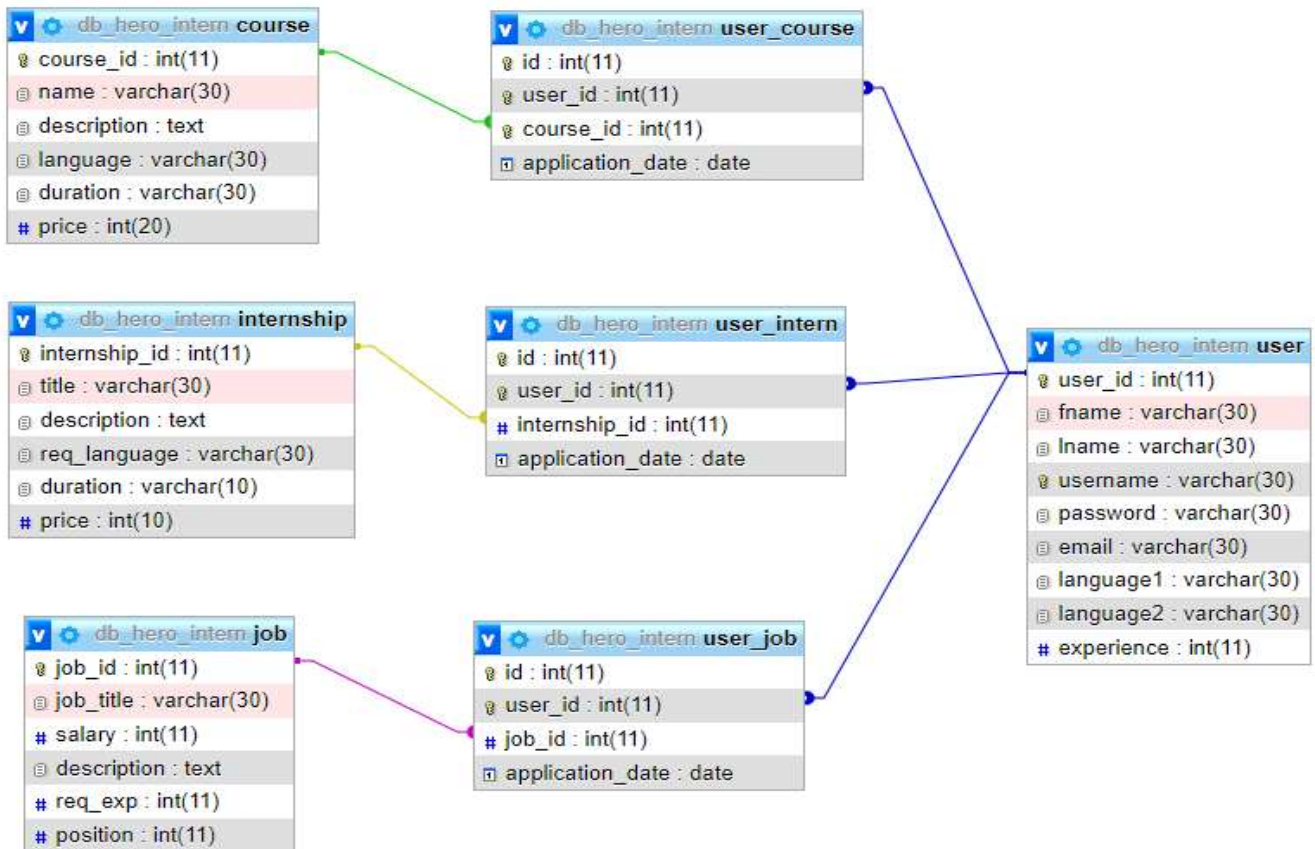 db_hero_intern course
course_id : int(11)
name : varchar(30)
description : text
language : varchar(30)
duration : varchar(30)
# price : int(20)
db_hero_intern user_course
id : int(11)
user_id : int(11)
course_id : int(11)
application_date : date
db_hero_intern internship
internship_id : int(11)
title : varchar(30)
description : text
req_language : varchar(30)
duration : varchar(10)
# price : int(10)
db_hero_intern user_intern
id : int(11)
user_id : int(11)
# internship_id : int(11)
application_date : date
db_hero_intern user
user_id : int(11)
fname : varchar(30)
lname : varchar(30)
username : varchar(30)
password : varchar(30)
email : varchar(30)
language1 : varchar(30)
language2 : varchar(30)
# experience : int(11)
db_hero_intern job
job_id : int(11)
job_title : varchar(30)
# salary : int(11)
description : text
# req_exp : int(11)
# position : int(11)
db_hero_intern user_job
id : int(11)
user_id : int(11)
# job_id : int(11)
application_date : date